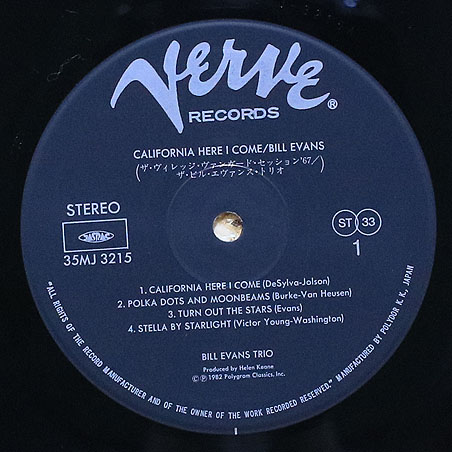 Verve
RECORDS
®
CALIFORNIA HERE I COME/BILL EVANS
(ザ・ヴィレッジ・ヴァンガード・セッション'67/
ザ・ビル・エヴァンス・トリオ)
STEREO
JASRAC
35MJ 3215
ST 33
1
1. CALIFORNIA HERE I COME (DeSylva-Jolson)
2. POLKA DOTS AND MOONBEAMS (Burke-Van Heusen)
3. TURN OUT THE STARS (Evans)
4. STELLA BY STARLIGHT (Victor Young-Washington)
BILL EVANS TRIO
Produced by Helen Keane
©℗1982 Polygram Classics, Inc.
"ALL RIGHTS OF THE RECORD MANUFACTURER AND OF THE OWNER OF THE WORK RECORDED RESERVED." MANUFACTURED BY POLYDOR K.K., JAPAN